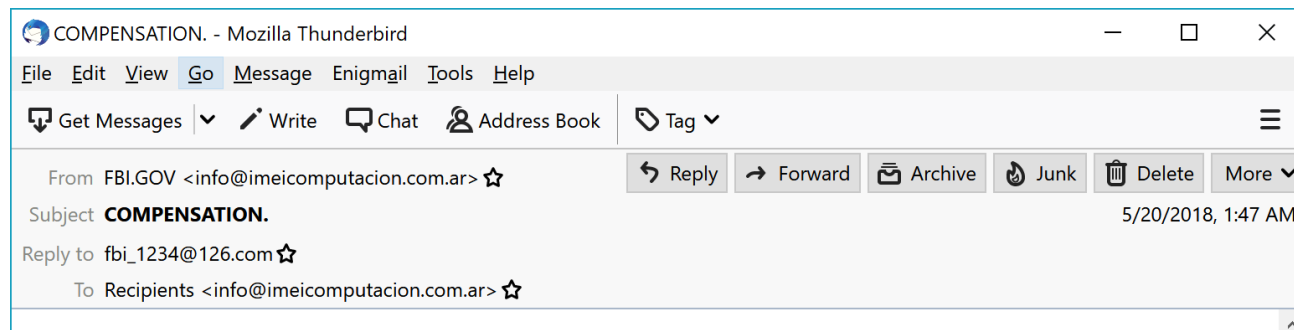 COMPENSATION. - Mozilla Thunderbird
File Edit View Go Message Enigmail Tools Help
Get Messages Write Chat Address Book Tag
From FBI.GOV <info@imeicomputacion.com.ar> Reply Forward Archive Junk Delete More
Subject COMPENSATION. 5/20/2018, 1:47 AM
Reply to fbi_1234@126.com
To Recipients <info@imeicomputacion.com.ar>